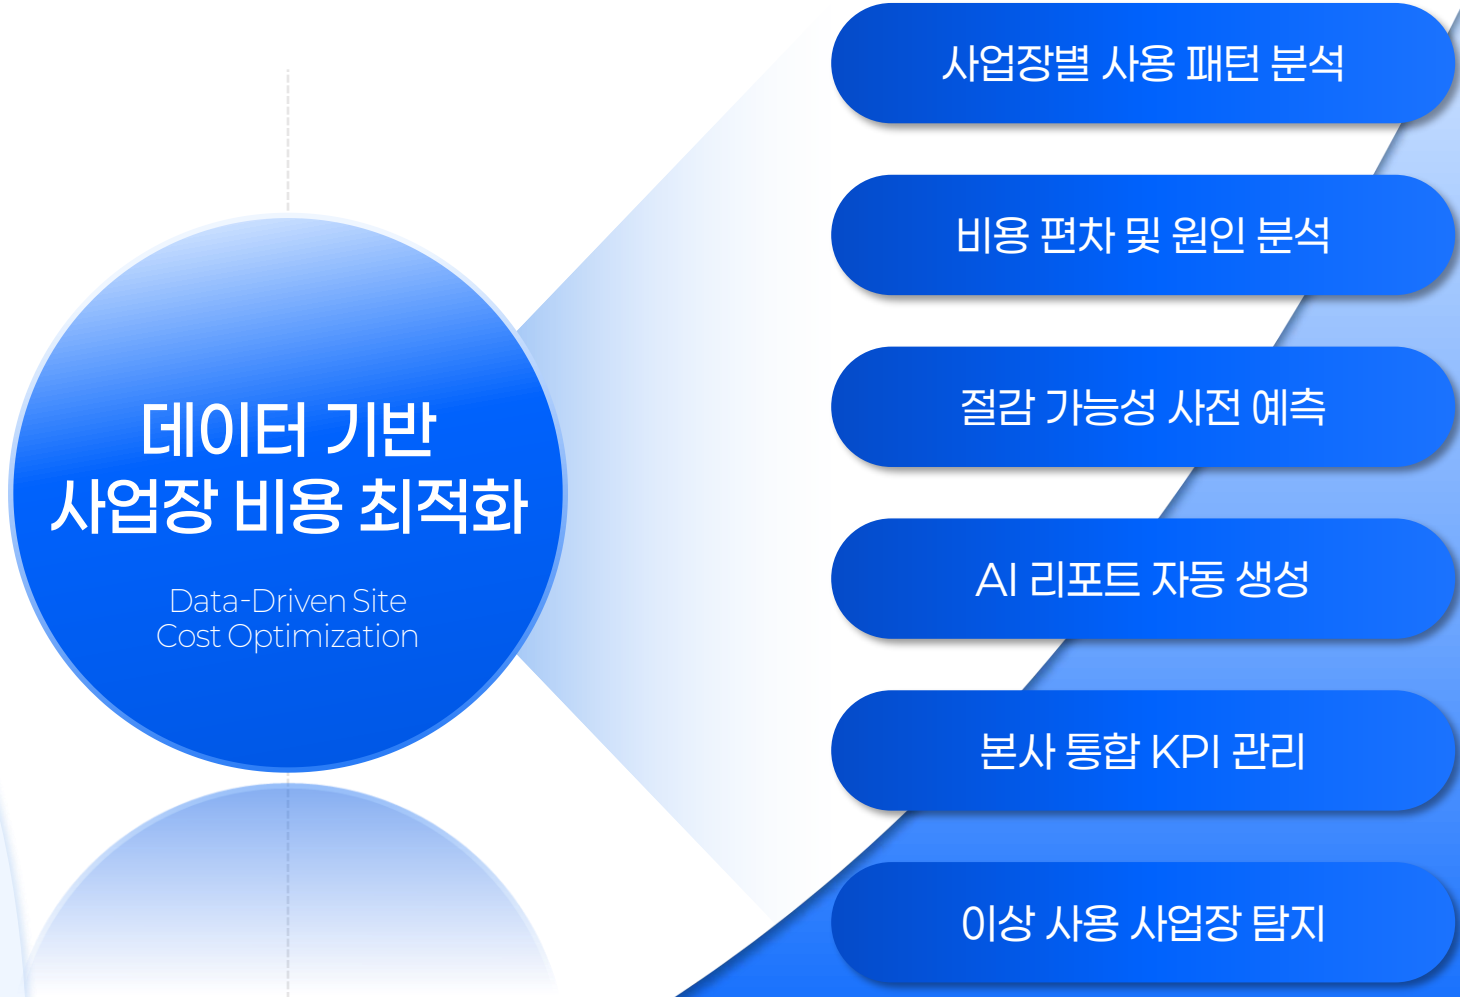 데이터 기반
사업장 비용 최적화
Data-Driven Site
Cost Optimization
사업장별 사용 패턴 분석
비용 편차 및 원인 분석
절감 가능성 사전 예측
AI 리포트 자동 생성
본사 통합 KPI 관리
이상 사용 사업장 탐지